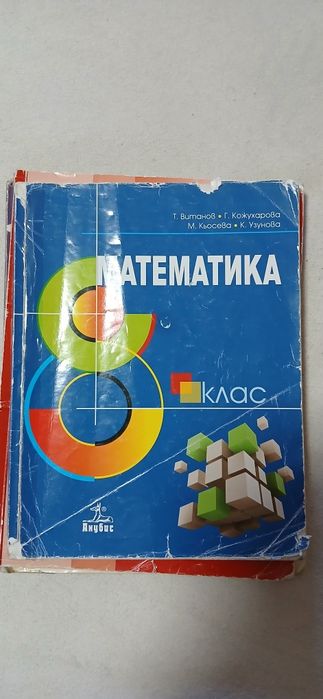 Т. Витанов • Г. Кожухарова
М. Кьосева • К. Узунова
МАТЕМАТИКА
8
клас
Анубис